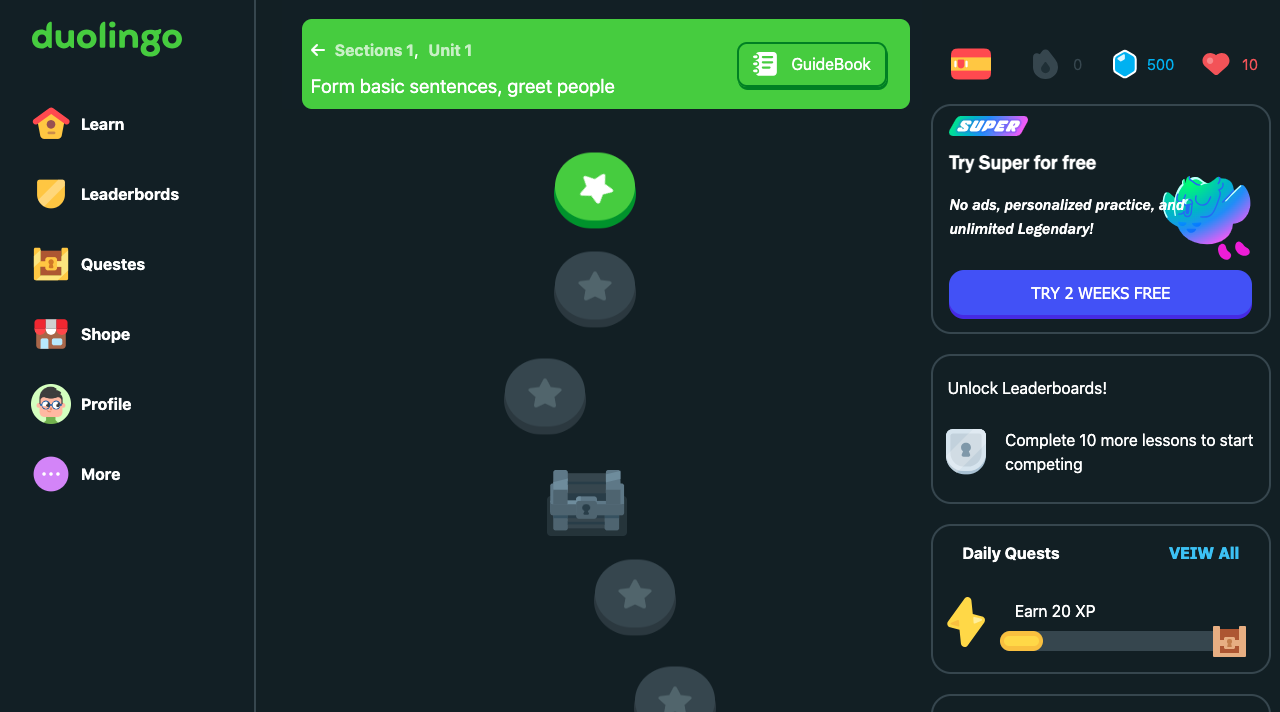 duolingo
Learn
Leaderbords
Questes
Shope
Profile
More
Sections 1, Unit 1
Form basic sentences, greet people
GuideBook
0
500
10
SUPER
Try Super for free
No ads, personalized practice, and
unlimited Legendary!
TRY 2 WEEKS FREE
Unlock Leaderboards!
Complete 10 more lessons to start
competing
Daily Quests
VEIW All
Earn 20 XP